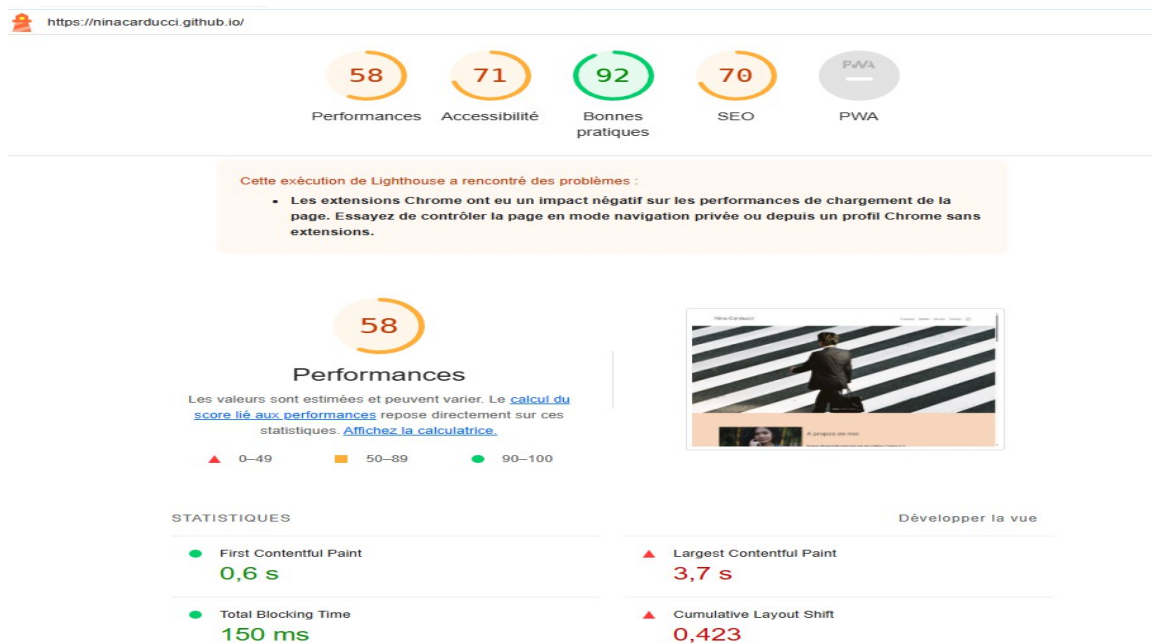 https://ninacarducci.github.io/
58
71
92
70
PWA
Performances
Accessibilité
Bonnes
pratiques
SEO
PWA
Cette exécution de Lighthouse a rencontré des problèmes :
• Les extensions Chrome ont eu un impact négatif sur les performances de chargement de la
page. Essayez de contrôler la page en mode navigation privée ou depuis un profil Chrome sans
extensions.
58
Performances
Les valeurs sont estimées et peuvent varier. Le calcul du
score lié aux performances repose directement sur ces
statistiques. Affichez la calculatrice.
0–49
50–89
90–100
Nina Carducci
A propos de moi
STATISTIQUES
Développer la vue
First Contentful Paint
0,6 s
Largest Contentful Paint
3,7 s
Total Blocking Time
150 ms
Cumulative Layout Shift
0,423